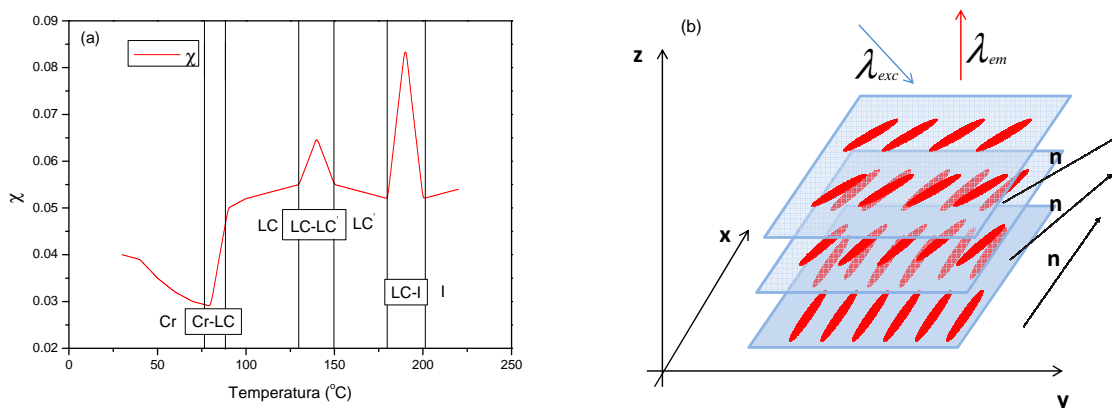 (a)
χ
0.09
0.08
0.07
0.06
0.05
0.04
0.03
0.02
χ
LC
LC-LC'
LC'
LC-I
I
Cr
Cr-LC
0
50
100
150
200
250
Temperatura (°C)
(b)
z
λexc
λem
n
n
n
x
y